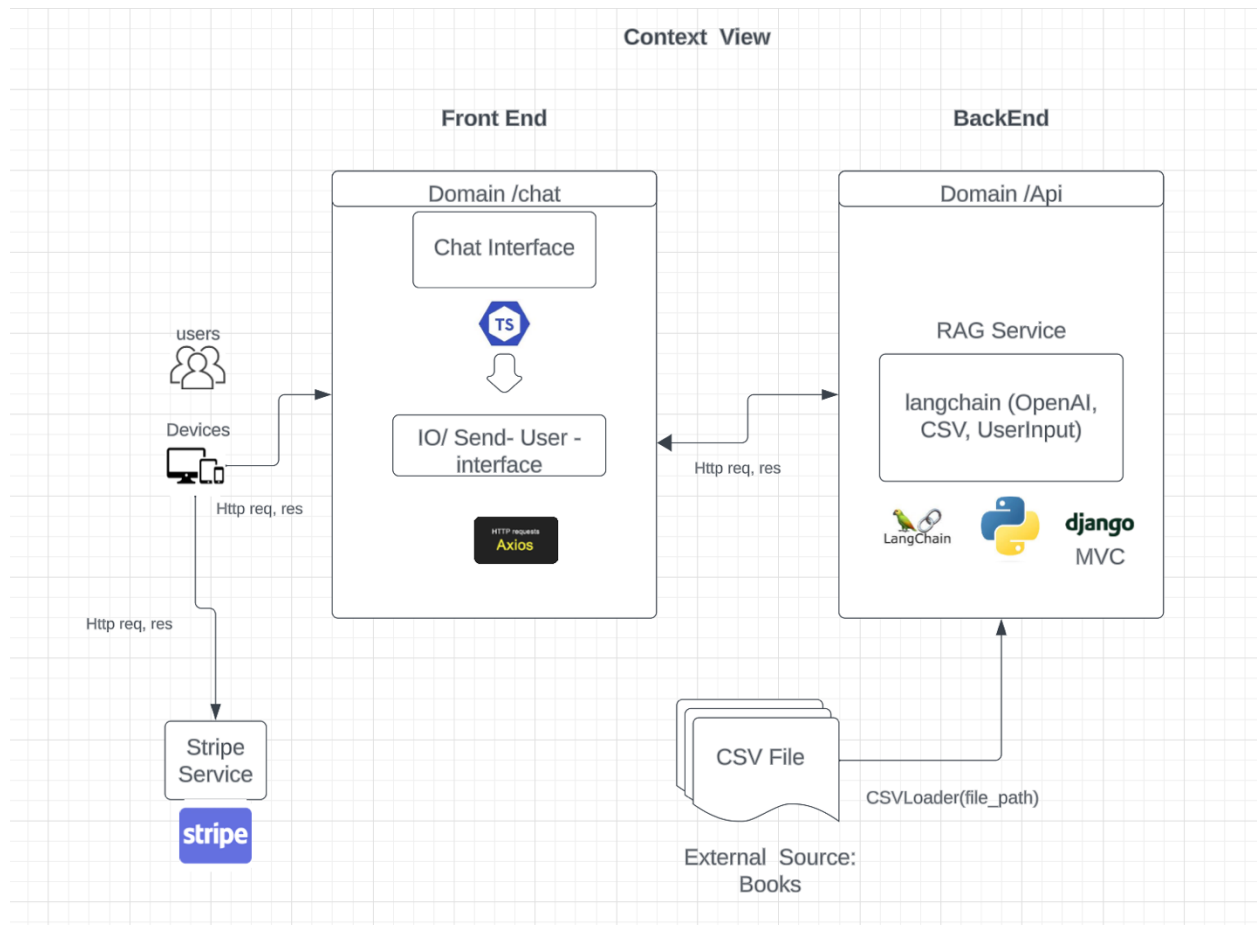 Context View
Front End
BackEnd
Domain /chat
Chat Interface
TS
IO/ Send- User -
interface
HTTP requests
Axios
users
Devices
Http req, res
Http req, res
Stripe
Service
stripe
Http req, res
Domain /Api
RAG Service
langchain (OpenAI,
CSV, UserInput)
LangChain
django
MVC
CSV File
CSVLoader(file_path)
External Source:
Books